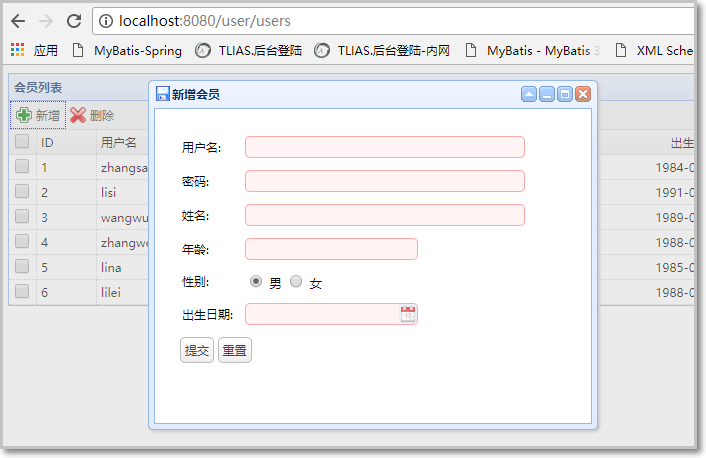 localhost:8080/user/users
应用 MyBatis-Spring TLIAS.后台登陆 TLIAS.后台登陆-内网 MyBatis - MyBatis 3 XML Sche
会员列表
新增 删除
ID 用户名 出生
1 zhangsa 1984-0
2 lisi 1991-0
3 wangwu 1989-0
4 zhangwe 1988-0
5 lina 1985-0
6 lilei 1988-0
新增会员
用户名:
密码:
姓名:
年龄:
性别: 男 女
出生日期:
提交 重置